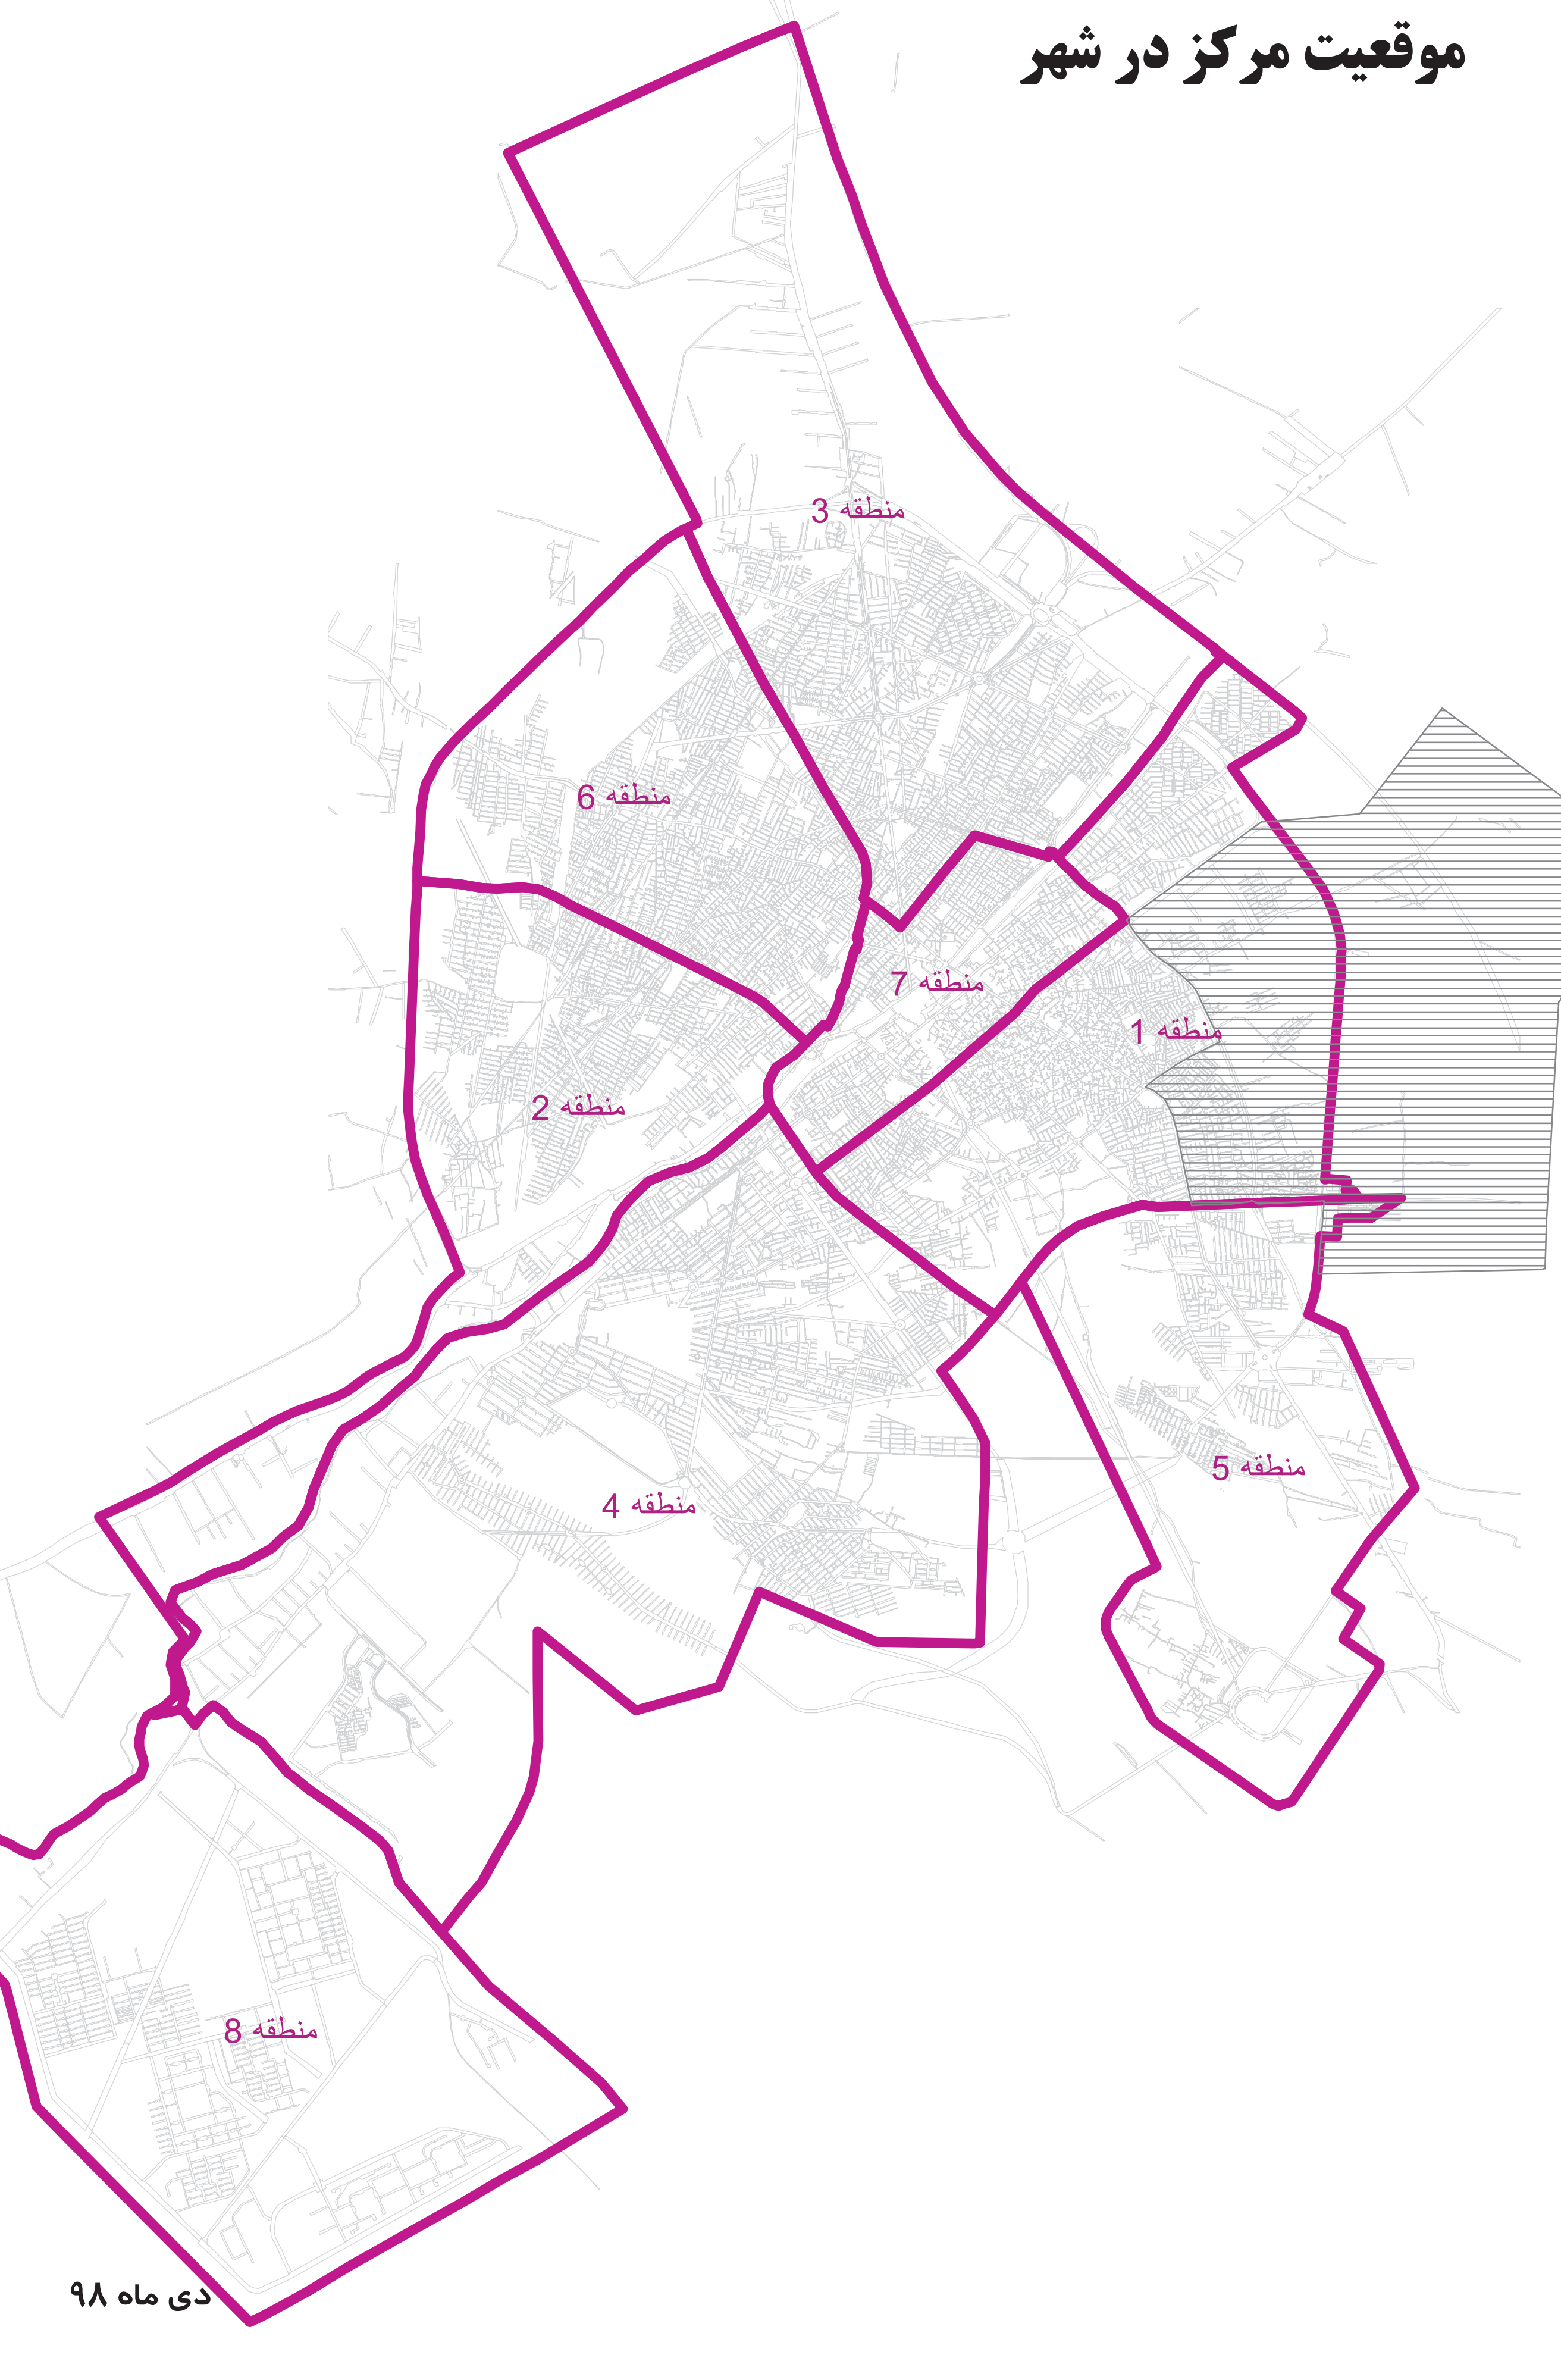 موقعیت مرکز در شهر
منطقه 3
منطقه 6
منطقه 7
منطقه 1
منطقه 2
منطقه 5
منطقه 4
منطقه 8
دی ماه ۹۸